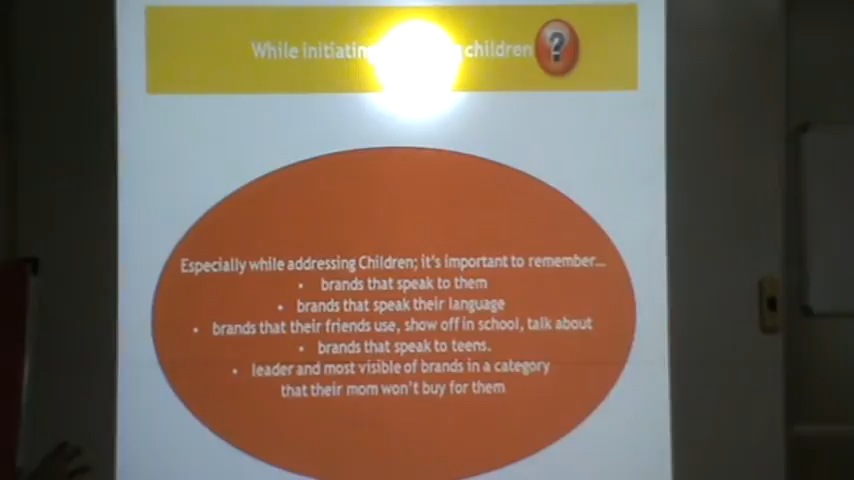 While initiating children ?
Especially while addressing Children; it's important to remember...
• brands that speak to them
• brands that speak their language
• brands that their friends use, show off in school, talk about
• brands that speak to teens.
• leader and most visible of brands in a category
that their mom won't buy for them